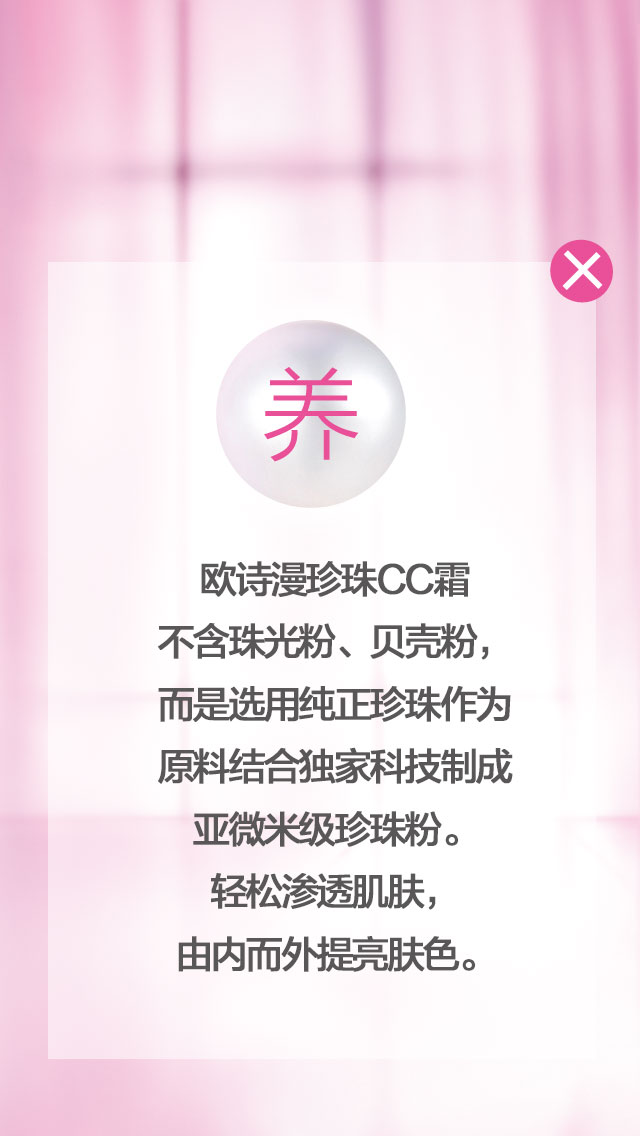 养
欧诗漫珍珠CC霜
不含珠光粉、贝壳粉，
而是选用纯正珍珠作为
原料结合独家科技制成
亚微米级珍珠粉。
轻松渗透肌肤，
由内而外提亮肤色。